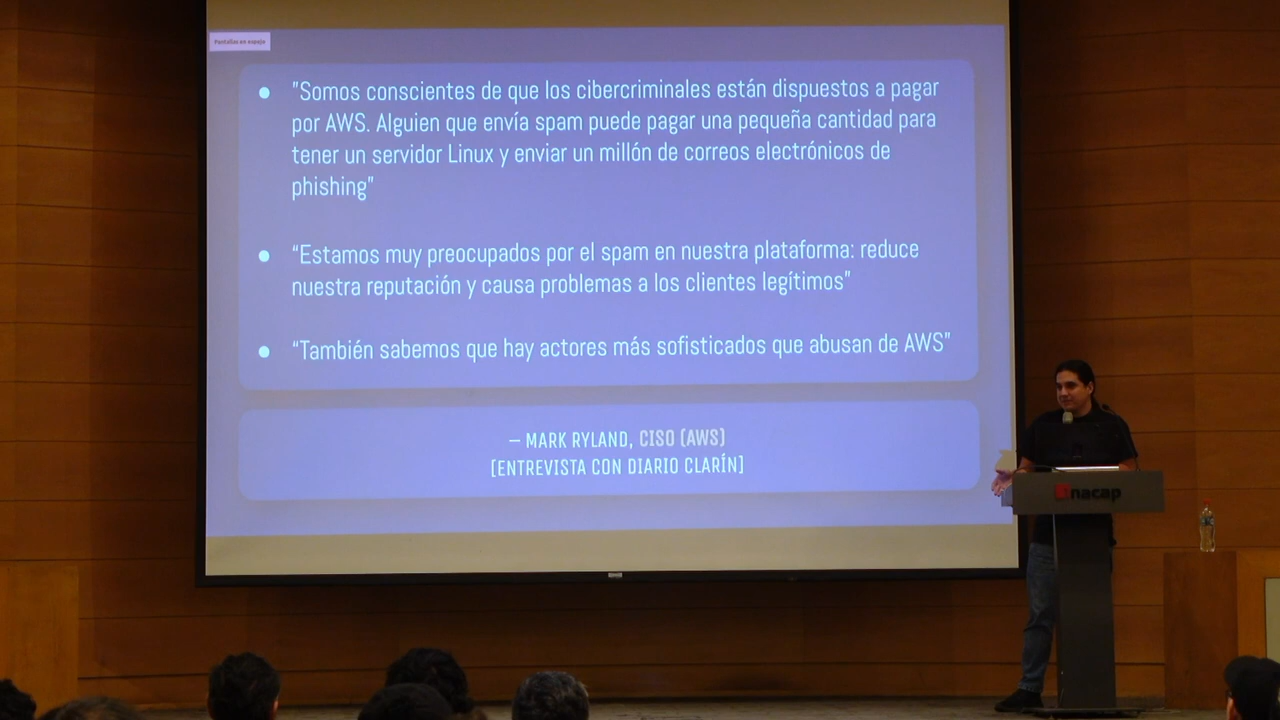 Pantallas en espejo
"Somos conscientes de que los cibercriminales están dispuestos a pagar
por AWS. Alguien que envía spam puede pagar una pequeña cantidad para
tener un servidor Linux y enviar un millón de correos electrónicos de
phishing"
“Estamos muy preocupados por el spam en nuestra plataforma: reduce
nuestra reputación y causa problemas a los clientes legítimos”
“También sabemos que hay actores más sofisticados que abusan de AWS”
– MARK RYLAND, CISO (AWS)
[ENTREVISTA CON DIARIO CLARÍN]
inacap